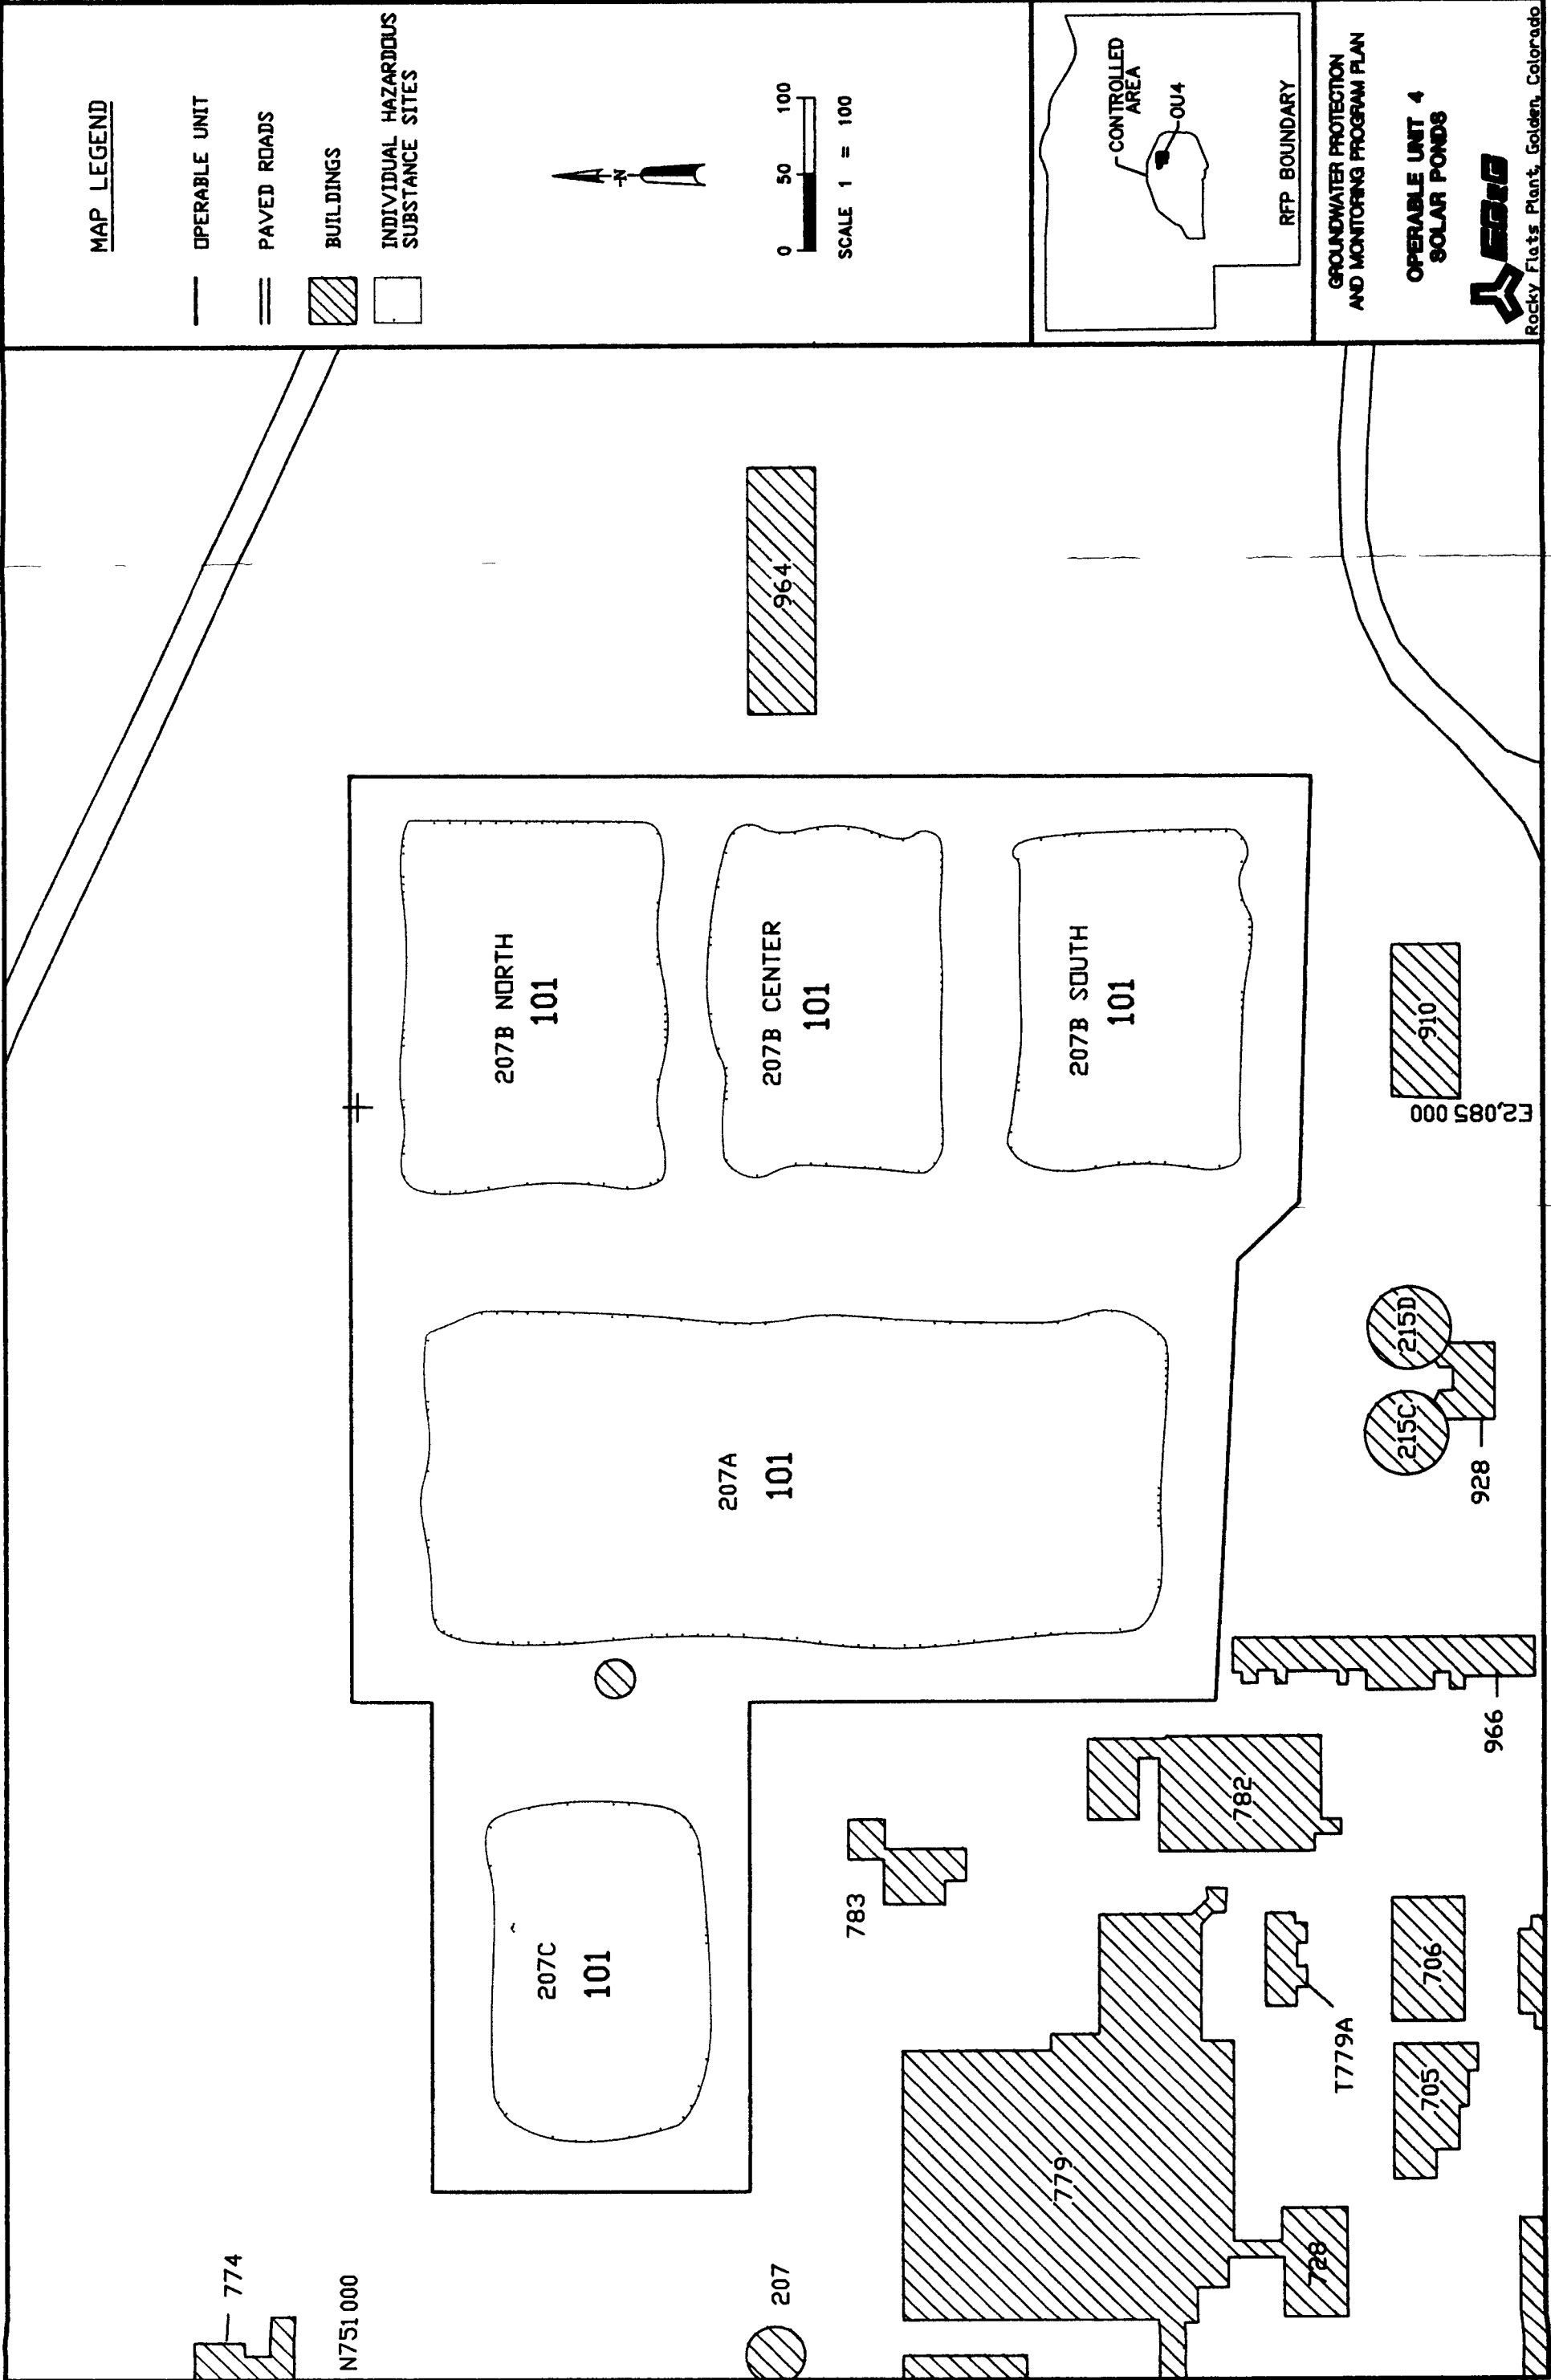 MAP LEGEND
OPERABLE UNIT
PAVED ROADS
BUILDINGS
INDIVIDUAL HAZARDOUS
SUBSTANCE SITES
N
0 50 100
SCALE 1 = 100
CONTROLLED
AREA
OU4
RFP BOUNDARY
GROUNDWATER PROTECTION
AND MONITORING PROGRAM PLAN
OPERABLE UNIT 4
SOLAR PONDS
EG&G
Rocky Flats Plant, Golden, Colorado
774
N751000
207
207C
101
207A
101
207B NORTH
101
207B CENTER
101
207B SOUTH
101
964
783
779
782
728
T779A
705
706
966
928
215C
215D
910
E2,085 000